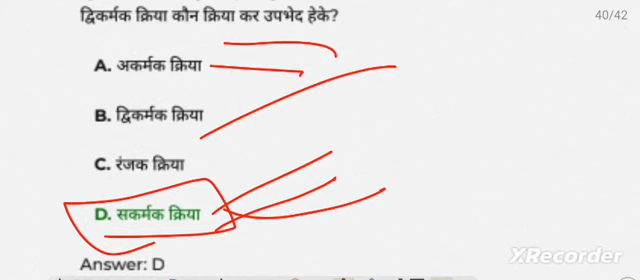 द्विकर्मक क्रिया कौन क्रिया कर उपभेद हेके?
40/42
A. अकर्मक क्रिया
B. द्विकर्मक क्रिया
C. रंजक क्रिया
D. सकर्मक क्रिया
Answer: D
XRecorder